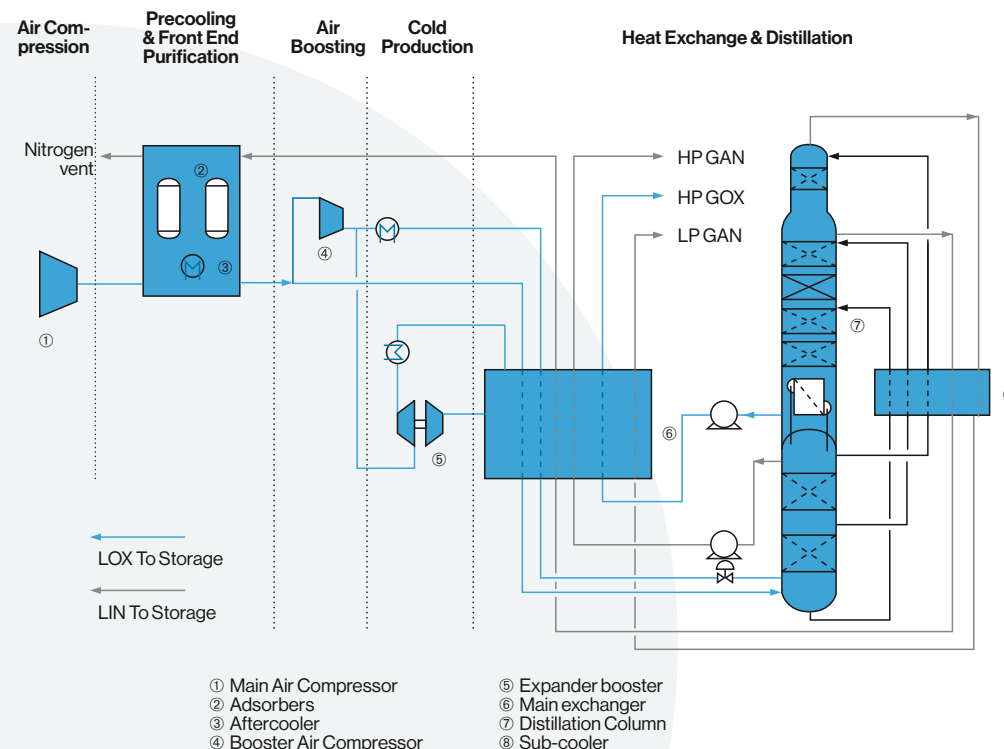 Air Com-
pression
Precooling
& Front End
Purification
Air
Boosting
Cold
Production
Heat Exchange & Distillation
Nitrogen
vent
②
③
①
④
⑤
HP GAN
HP GOX
LP GAN
⑥
⑦
LOX To Storage
LIN To Storage
① Main Air Compressor
② Adsorbers
③ Aftercooler
④ Booster Air Compressor
⑤ Expander booster
⑥ Main exchanger
⑦ Distillation Column
⑧ Sub-cooler